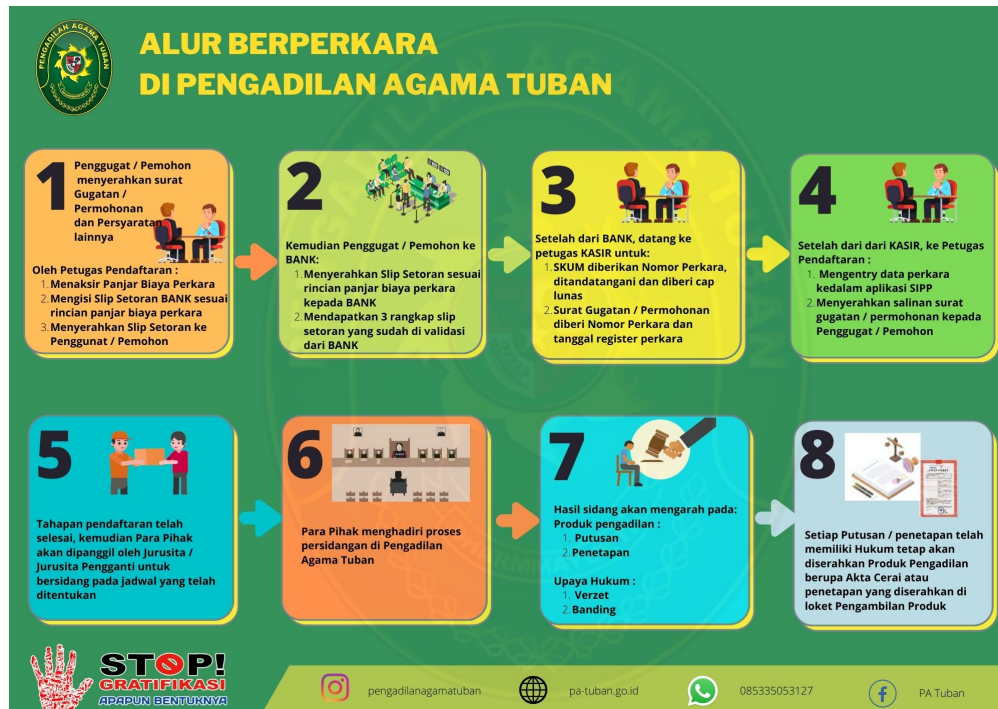 PENGADILAN AGAMA TUBAN
ALUR BERPERKARA
DI PENGADILAN AGAMA TUBAN
1
Penggugat / Pemohon
menyerahkan surat
Gugatan /
Permohonan
dan Persyaratan
lainnya
Oleh Petugas Pendaftaran :
1. Menaksir Panjar Biaya Perkara
2. Mengisi Slip Setoran BANK sesuai
rincian panjar biaya perkara
3. Menyerahkan Slip Setoran ke
Penggunat / Pemohon
2
Kemudian Penggugat / Pemohon ke
BANK:
1. Menyerahkan Slip Setoran sesuai
rincian panjar biaya perkara
kepada BANK
2. Mendapatkan 3 rangkap slip
setoran yang sudah di validasi
dari BANK
3
Setelah dari BANK, datang ke
petugas KASIR untuk:
1. SKUM diberikan Nomor Perkara,
ditandatangani dan diberi cap
lunas
2. Surat Gugatan / Permohonan
diberi Nomor Perkara dan
tanggal register perkara
4
Setelah dari dari KASIR, ke Petugas
Pendaftaran :
1. Mengentry data perkara
kedalam aplikasi SIPP
2. Menyerahkan salinan surat
gugatan / permohonan kepada
Penggugat / Pemohon
5
Tahapan pendaftaran telah
selesai, kemudian Para Pihak
akan dipanggil oleh Jurusita /
Jurusita Pengganti untuk
bersidang pada jadwal yang telah
ditentukan
6
Para Pihak menghadiri proses
persidangan di Pengadilan
Agama Tuban
7
Hasil sidang akan mengarah pada:
Produk pengadilan :
1. Putusan
2. Penetapan
Upaya Hukum :
1. Verzet
2. Banding
8
Setiap Putusan / penetapan telah
memiliki Hukum tetap akan
diserahkan Produk Pengadilan
berupa Akta Cerai atau
penetapan yang diserahkan di
loket Pengambilan Produk
STOP!
GRATIFIKASI
APAPUN BENTUKNYA
pengadilanagamatuban
pa-tuban.go.id
085335053127
PA Tuban